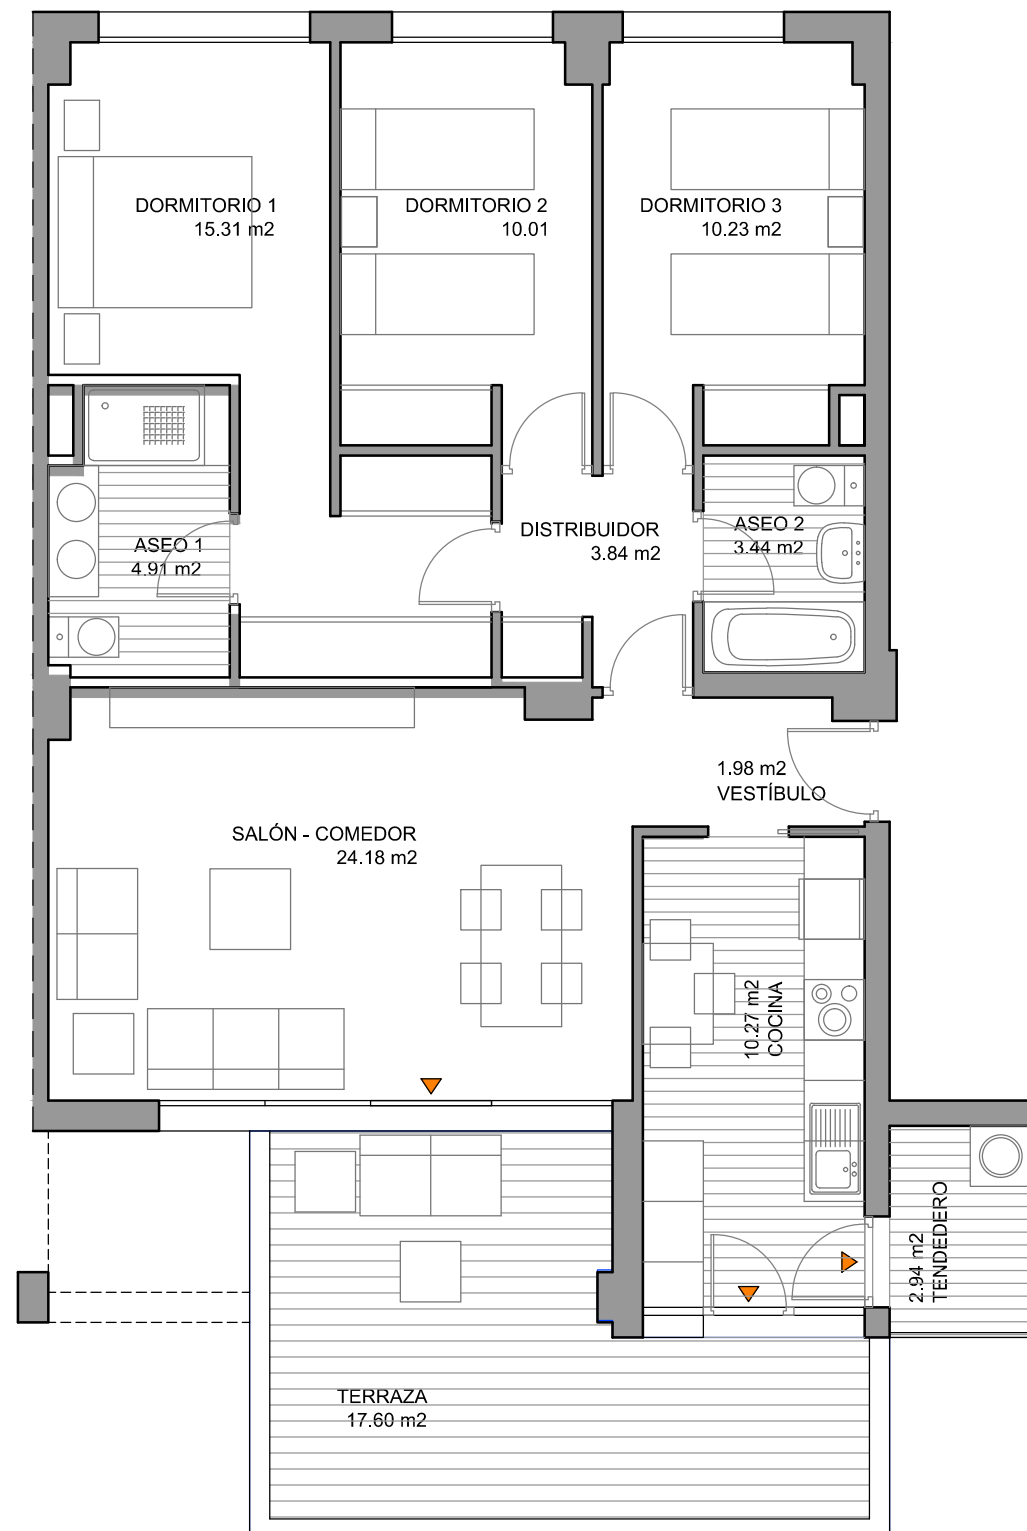 DORMITORIO 1
15.31 m2
DORMITORIO 2
10.01
DORMITORIO 3
10.23 m2
DISTRIBUIDOR
3.84 m2
ASEO 2
3.44 m2
ASEO 1
4.91 m2
1.98 m2
VESTÍBULO
SALÓN - COMEDOR
24.18 m2
10.27 m2
COCINA
2.94 m2
TENDEDERO
TERRAZA
17.60 m2